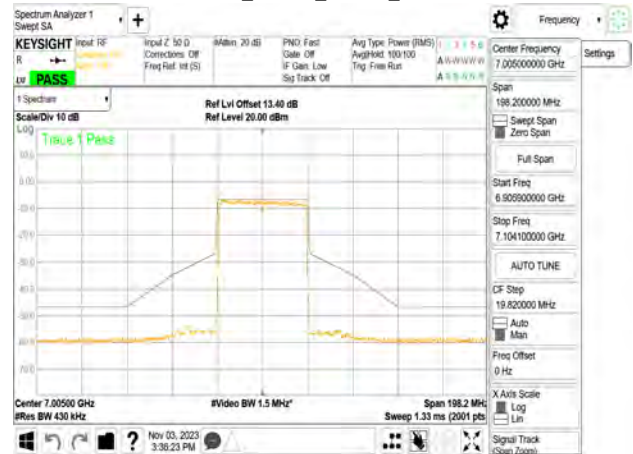 Spectrum Analyzer 1
Swept SA
Frequency
KEYSIGHT Input: RF
R
LV PASS
Input Z: 50 Ω
Corrections: Off
Freq Ref: Int (S)
#Atten: 20 dB
PNO: Fast
Gate: Off
IF Gain: Low
Sig Track: Off
Avg Type: Power (RMS)
Avg|Hold: 100/100
Trig: Free Run
Center Frequency
7.005000000 GHz
Settings
Span
198.200000 MHz
Swept Span
Zero Span
Full Span
Start Freq
6.905900000 GHz
Stop Freq
7.104100000 GHz
AUTO TUNE
CF Step
19.820000 MHz
Auto
Man
Freq Offset
0 Hz
X Axis Scale
Log
Lin
Signal Track
(Span Zoom)
1 Spectrum
Scale/Div 10 dB
Ref Lvl Offset 13.40 dB
Ref Level 20.00 dBm
Log
Trace 1 Pass
Center 7.00500 GHz
#Video BW 1.5 MHz*
Span 198.2 MHz
#Res BW 430 kHz
Sweep 1.33 ms (2001 pts
Nov 03, 2023
3:36:23 PM